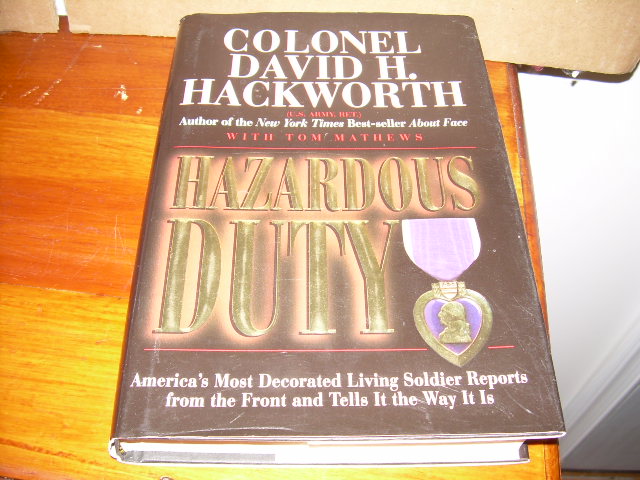 COLONEL
DAVID H.
HACKWORTH
(U.S. ARMY, RET.)
Author of the New York Times Best-seller About Face
WITH TOM MATHEWS
HAZARDOUS
DUTY
America's Most Decorated Living Soldier Reports
from the Front and Tells It the Way It Is